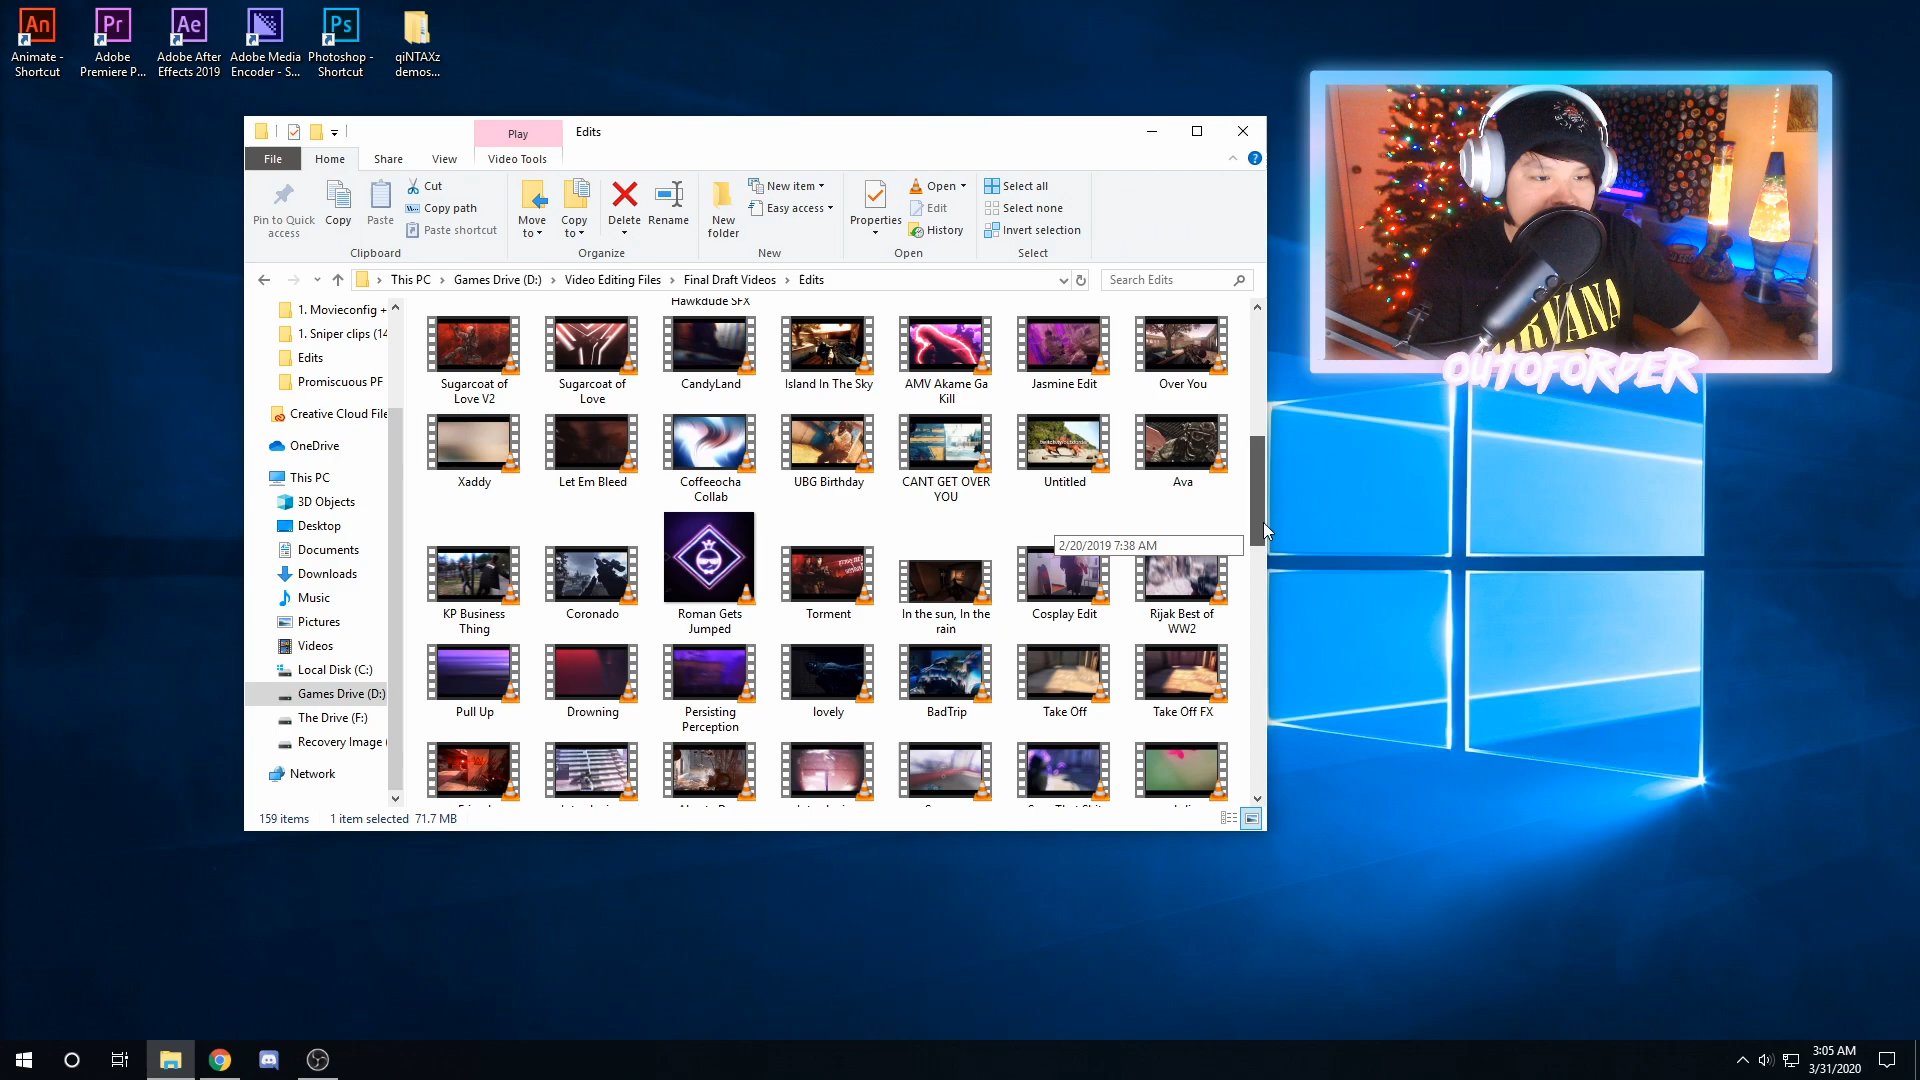 An
Pr
Ae
Ps
Animate -
Shortcut
Adobe
Premiere P...
Adobe After
Effects 2019
Adobe Media
Encoder - S...
Photoshop -
Shortcut
qiNTAXz
demos...
Play
Edits
File
Home
Share
View
Video Tools
Pin to Quick
access
Copy
Paste
Cut
Copy path
Paste shortcut
Clipboard
Move
to
Copy
to
Delete
Rename
Organize
New
folder
New item
Easy access
New
Properties
Open
Edit
History
Open
Select all
Select none
Invert selection
Select
This PC
Games Drive (D:)
Video Editing Files
Final Draft Videos
Edits
Search Edits
1. Movieconfig +
1. Sniper clips (14
Edits
Promiscuous PF
Creative Cloud File
OneDrive
This PC
3D Objects
Desktop
Documents
Downloads
Music
Pictures
Videos
Local Disk (C:)
Games Drive (D:)
The Drive (F:)
Recovery Image (
Network
Hawkdude SFX
Sugarcoat of
Love V2
Sugarcoat of
Love
CandyLand
Island In The Sky
AMV Akame Ga
Kill
Jasmine Edit
Over You
Xaddy
Let Em Bleed
Coffeeocha
Collab
UBG Birthday
CANT GET OVER
YOU
Untitled
Ava
2/20/2019 7:38 AM
KP Business
Thing
Coronado
Roman Gets
Jumped
Torment
In the sun, In the
rain
Cosplay Edit
Rijak Best of
WW2
Pull Up
Drowning
Persisting
Perception
lovely
BadTrip
Take Off
Take Off FX
159 items
1 item selected 71.7 MB
NIRVANA
OUTOFORDER
3:05 AM
3/31/2020